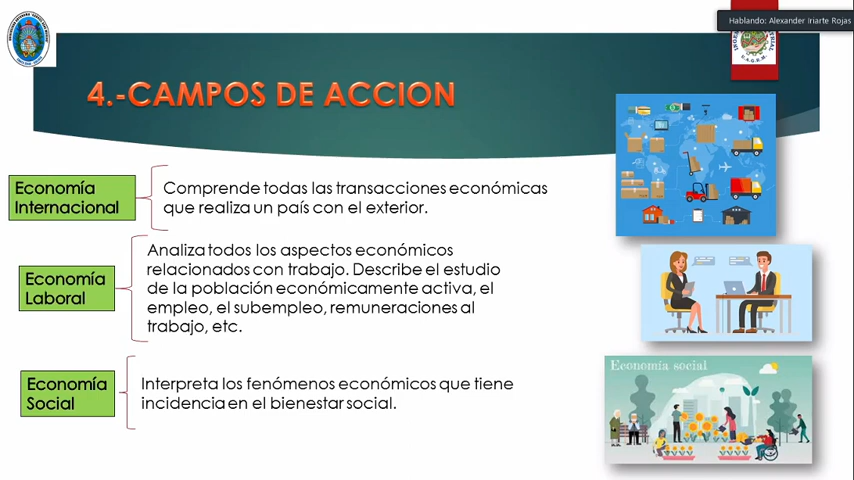 Hablando: Alexander Iriarte Rojas
U.A.G.R.M.
4.-CAMPOS DE ACCION
Economía
Internacional
Comprende todas las transacciones económicas
que realiza un país con el exterior.
Economía
Laboral
Analiza todos los aspectos económicos
relacionados con trabajo. Describe el estudio
de la población económicamente activa, el
empleo, el subempleo, remuneraciones al
trabajo, etc.
Economía
Social
Interpreta los fenómenos económicos que tiene
incidencia en el bienestar social.
Economía social